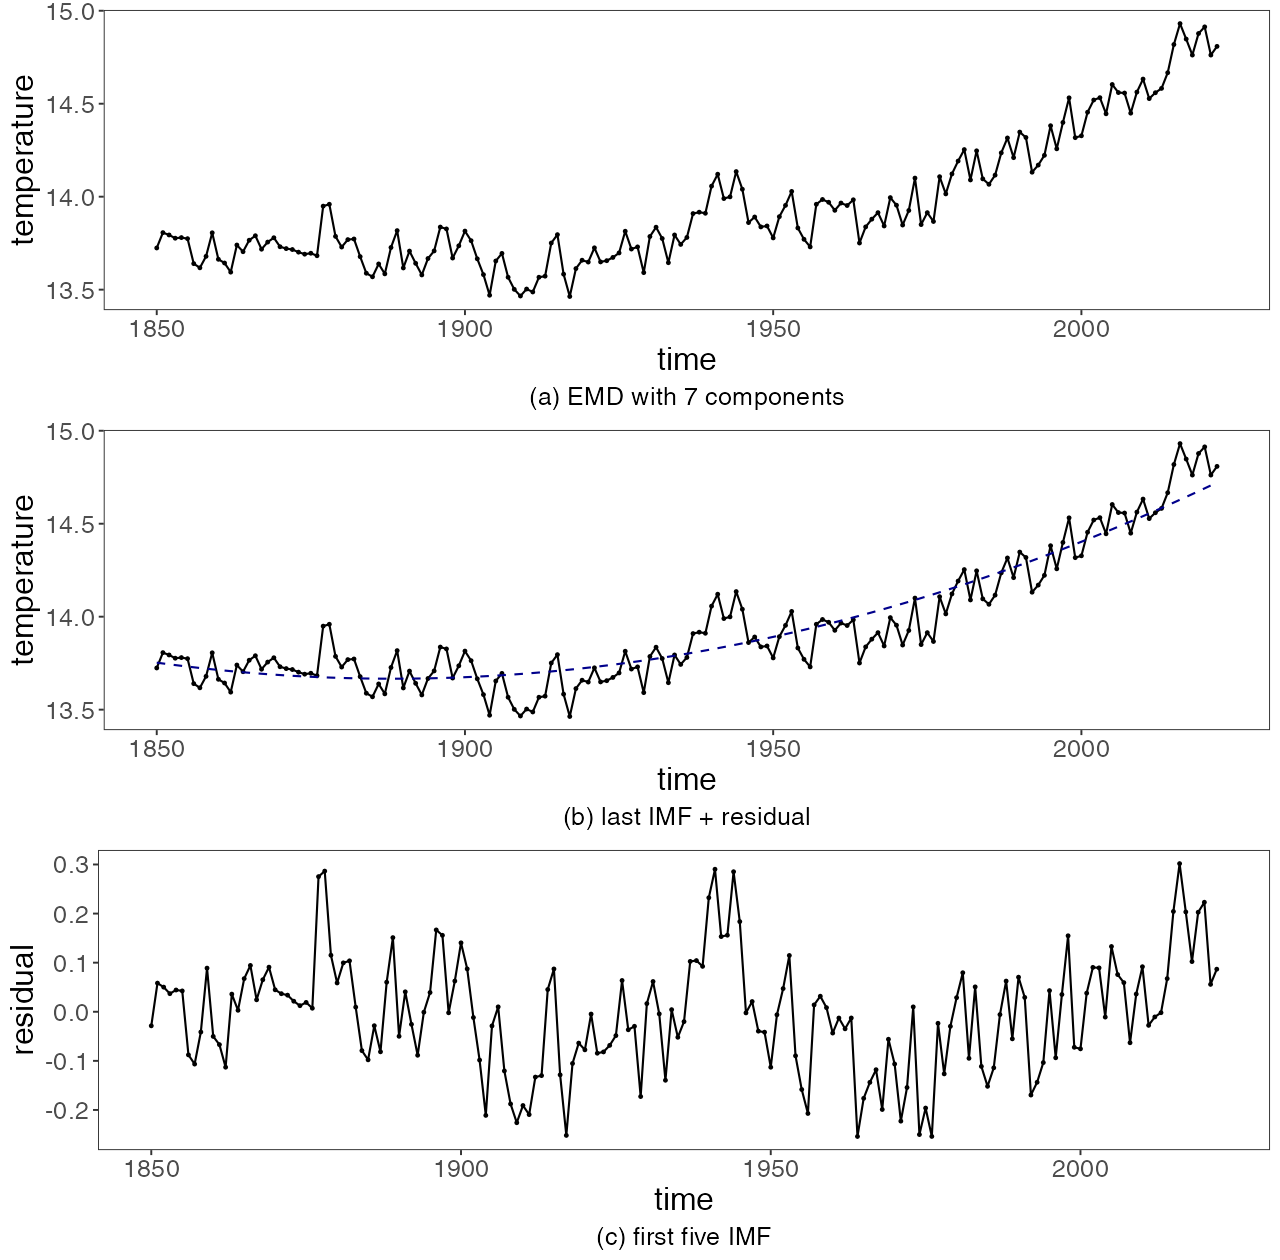 15.0
14.5
14.0
13.5
temperature
1850 1900 1950 2000
time
(a) EMD with 7 components
15.0
14.5
14.0
13.5
temperature
1850 1900 1950 2000
time
(b) last IMF + residual
0.3
0.2
0.1
0.0
-0.1
-0.2
residual
1850 1900 1950 2000
time
(c) first five IMF